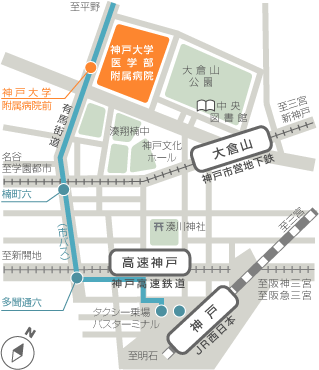 至平野
神戸大学
医学部
附属病院
大倉山
公園
神戸大学
附属病院前
有馬街道
中央
図書館
至三宮
新神戸
湊翔楠中
神戸文化
ホール
大倉山
神戸市営地下鉄
名谷
至学園都市
楠町六
(市バス)
湊川神社
至三宮
至新開地
高速神戸
神戸高速鉄道
至阪神三宮
至阪急三宮
多聞通六
タクシー乗場
バスターミナル
神戸
JR西日本
至明石
N